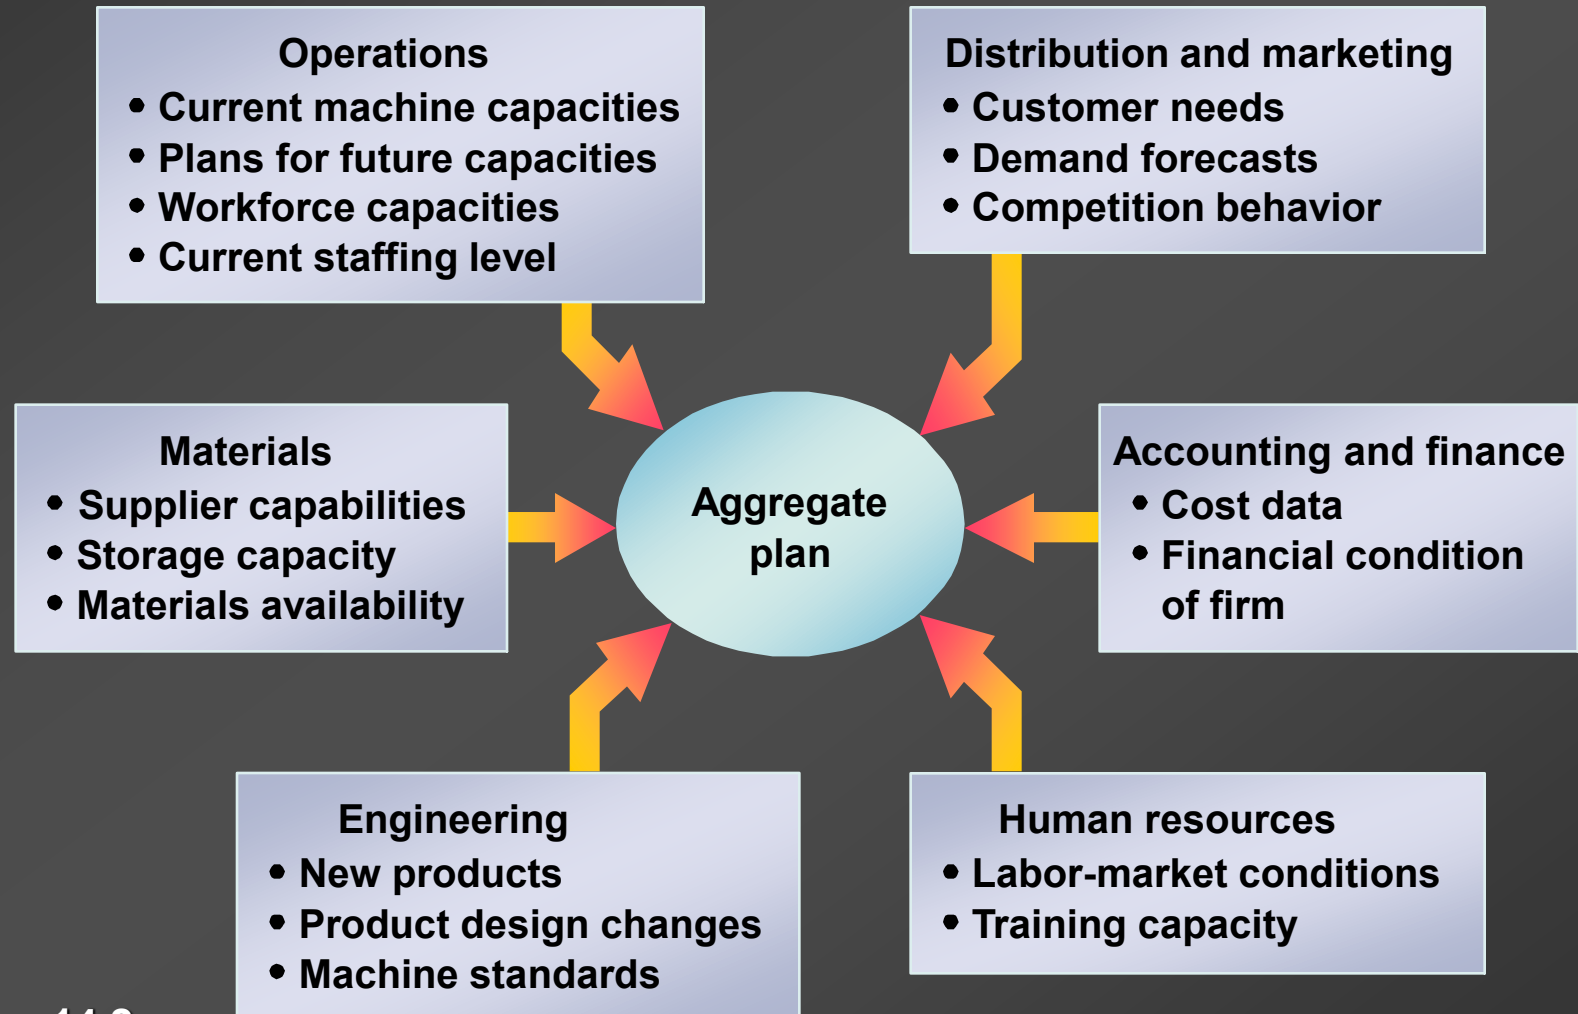 Operations
• Current machine capacities
• Plans for future capacities
• Workforce capacities
• Current staffing level
Distribution and marketing
• Customer needs
• Demand forecasts
• Competition behavior
Materials
• Supplier capabilities
• Storage capacity
• Materials availability
Aggregate
plan
Accounting and finance
• Cost data
• Financial condition
of firm
Engineering
• New products
• Product design changes
• Machine standards
Human resources
• Labor-market conditions
• Training capacity